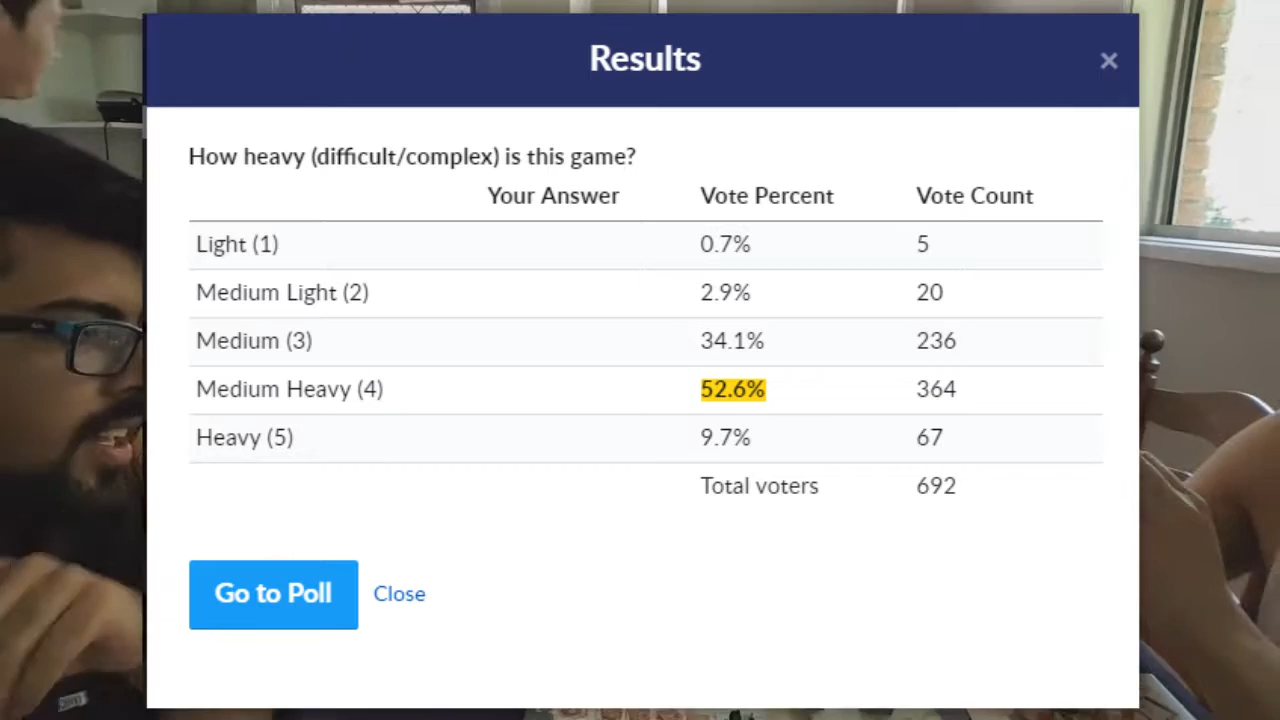 Results
×
How heavy (difficult/complex) is this game?
Your Answer Vote Percent Vote Count
Light (1) 0.7% 5
Medium Light (2) 2.9% 20
Medium (3) 34.1% 236
Medium Heavy (4) 52.6% 364
Heavy (5) 9.7% 67
Total voters 692
Go to Poll Close